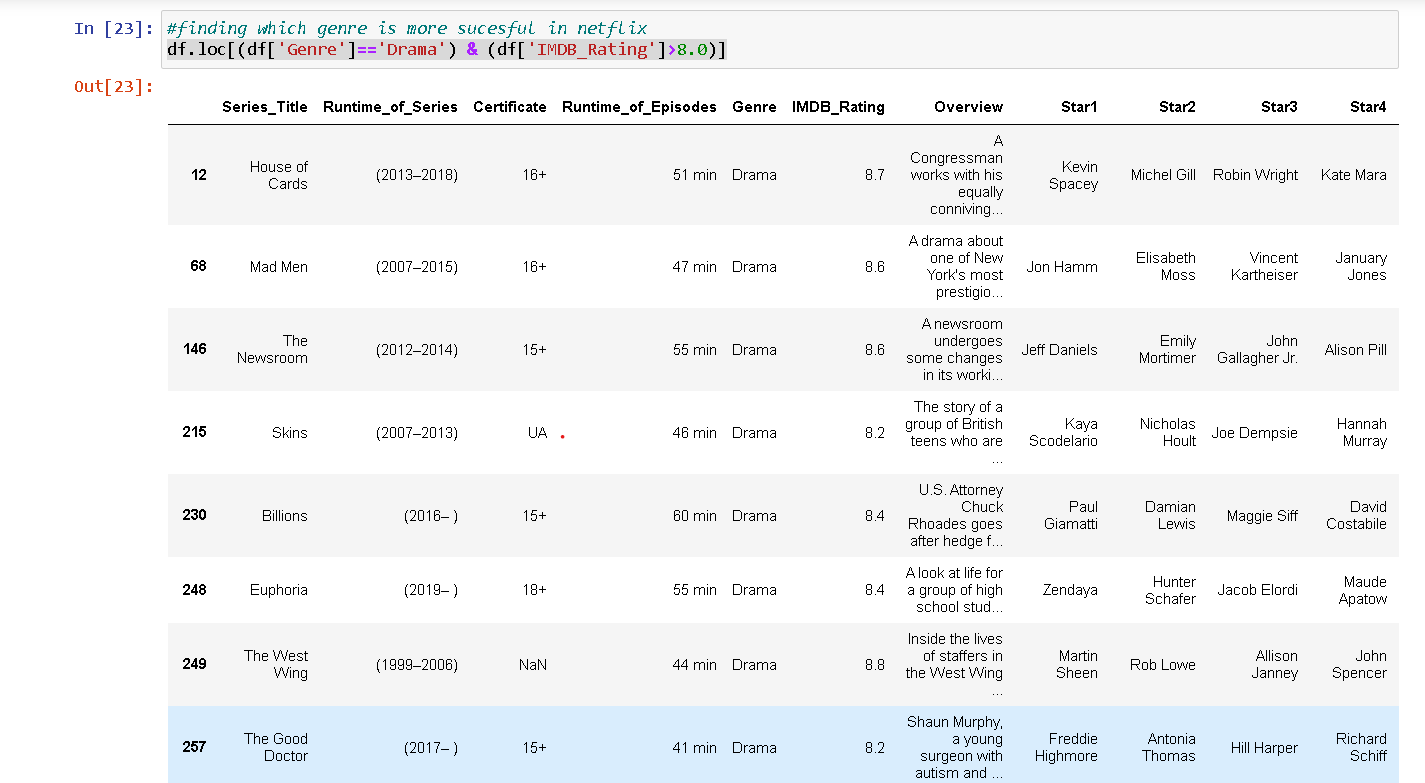 In [23]: #finding which genre is more sucesful in netflix
df.loc[(df['Genre']=='Drama') & (df['IMDB_Rating']>8.0)]
Out[23]:
Series_Title Runtime_of_Series Certificate Runtime_of_Episodes Genre IMDB_Rating Overview Star1 Star2 Star3 Star4
12 House of Cards (2013–2018) 16+ 51 min Drama 8.7 A Congressman works with his equally conniving... Kevin Spacey Michel Gill Robin Wright Kate Mara
68 Mad Men (2007–2015) 16+ 47 min Drama 8.6 A drama about one of New York's most prestigio... Jon Hamm Elisabeth Moss Vincent Kartheiser January Jones
146 The Newsroom (2012–2014) 15+ 55 min Drama 8.6 A newsroom undergoes some changes in its worki... Jeff Daniels Emily Mortimer John Gallagher Jr. Alison Pill
215 Skins (2007–2013) UA 46 min Drama 8.2 The story of a group of British teens who are ... Kaya Scodelario Nicholas Hoult Joe Dempsie Hannah Murray
230 Billions (2016– ) 15+ 60 min Drama 8.4 U.S. Attorney Chuck Rhoades goes after hedge f... Paul Giamatti Damian Lewis Maggie Siff David Costabile
248 Euphoria (2019– ) 18+ 55 min Drama 8.4 A look at life for a group of high school stud... Zendaya Hunter Schafer Jacob Elordi Maude Apatow
249 The West Wing (1999–2006) NaN 44 min Drama 8.8 Inside the lives of staffers in the West Wing ... Martin Sheen Rob Lowe Allison Janney John Spencer
257 The Good Doctor (2017– ) 15+ 41 min Drama 8.2 Shaun Murphy, a young surgeon with autism and ... Freddie Highmore Antonia Thomas Hill Harper Richard Schiff